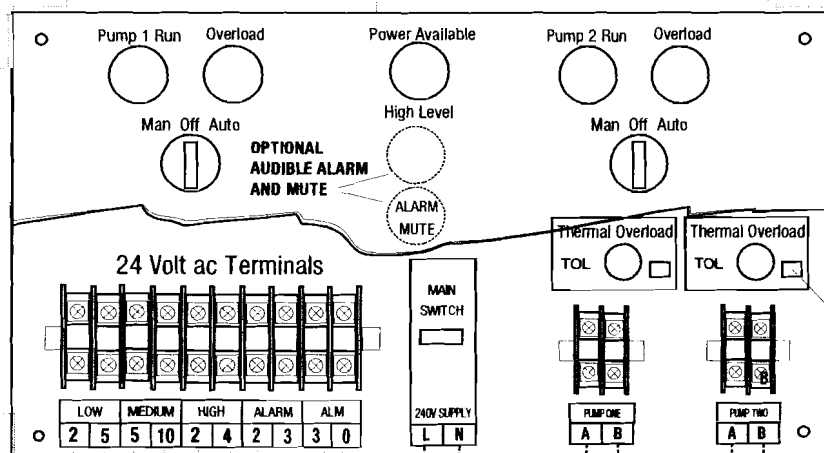 Pump 1 Run Overload Power Available Pump 2 Run Overload
High Level
Man Off Auto
OPTIONAL
AUDIBLE ALARM
AND MUTE
ALARM
MUTE
Man Off Auto
Thermal Overload
TOL
Thermal Overload
TOL
24 Volt ac Terminals
MAIN
SWITCH
B
LOW MEDIUM HIGH ALARM ALM
2 5 5 10 2 4 2 3 3 0
240V SUPPLY
L N
PUMP ONE
A B
PUMP TWO
A B